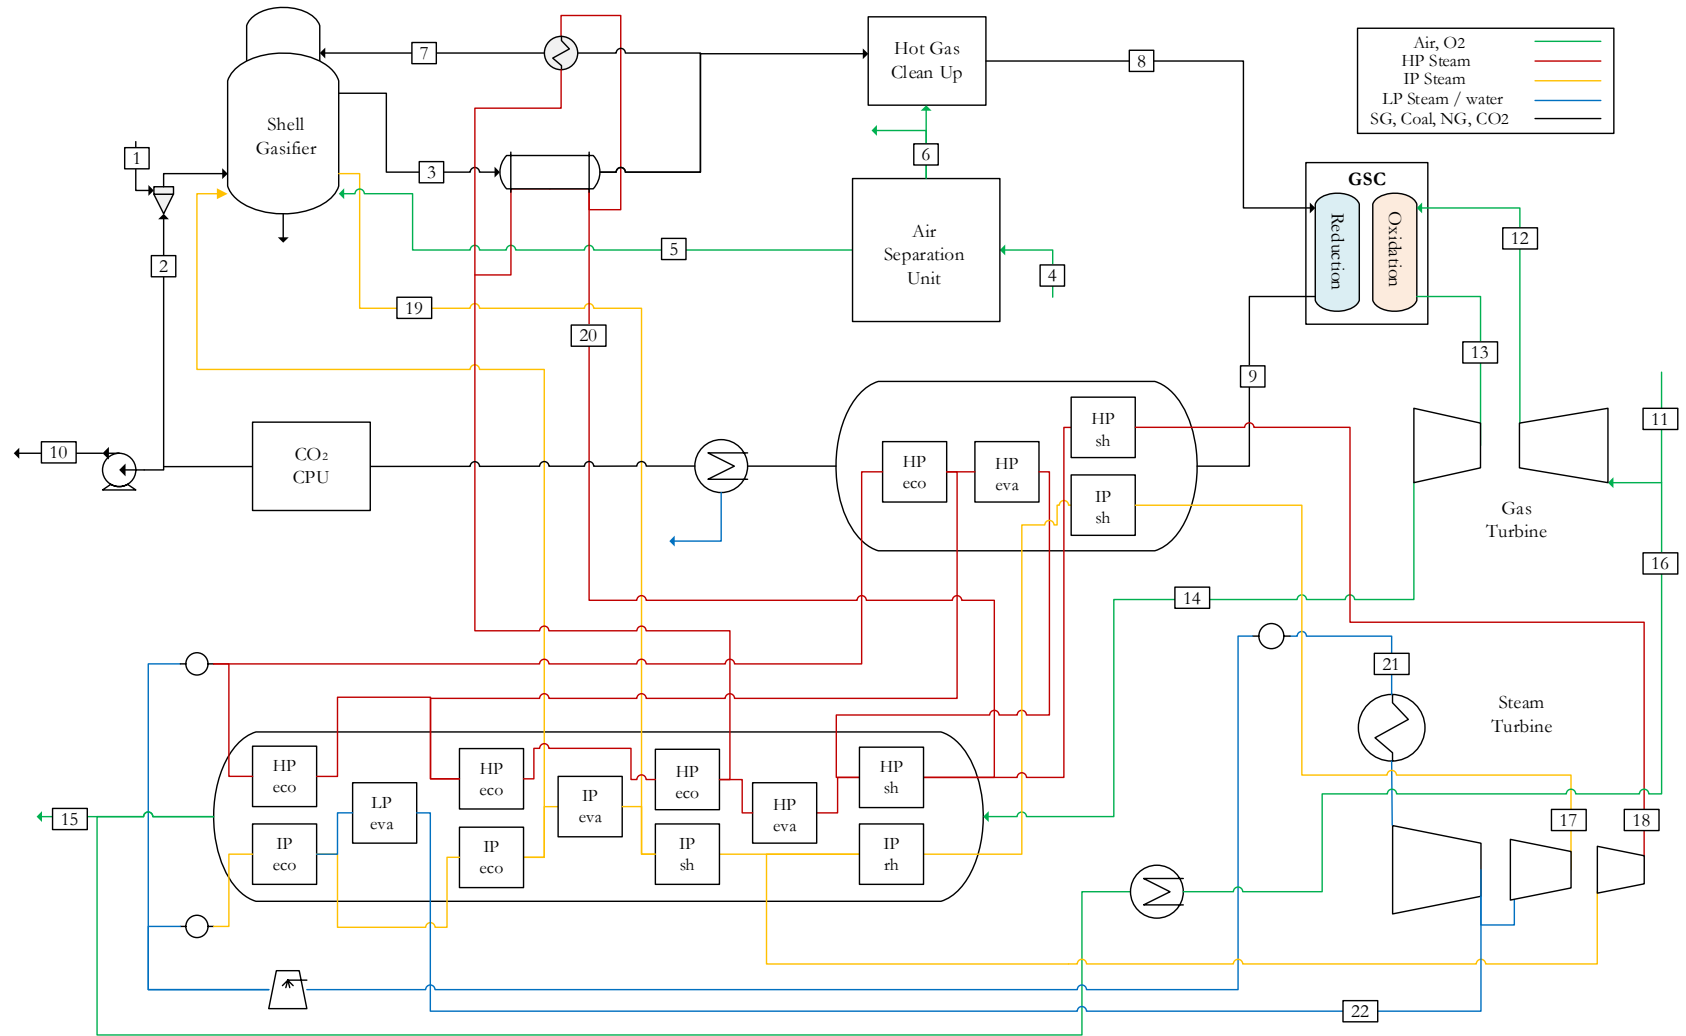 7
Hot Gas
Clean Up
8
Air, O2
HP Steam
IP Steam
LP Steam / water
SG, Coal, NG, CO2
Shell
Gasifier
1
3
6
GSC
Reduction
Oxidation
2
5
Air
Separation
Unit
4
12
19
20
13
9
11
10
CO₂
CPU
HP
sh
HP
eco
HP
eva
IP
sh
Gas
Turbine
16
14
21
Steam
Turbine
HP
eco
HP
eco
HP
eco
HP
sh
LP
eva
IP
eva
HP
eva
15
17
18
IP
eco
IP
eco
IP
sh
IP
rh
22